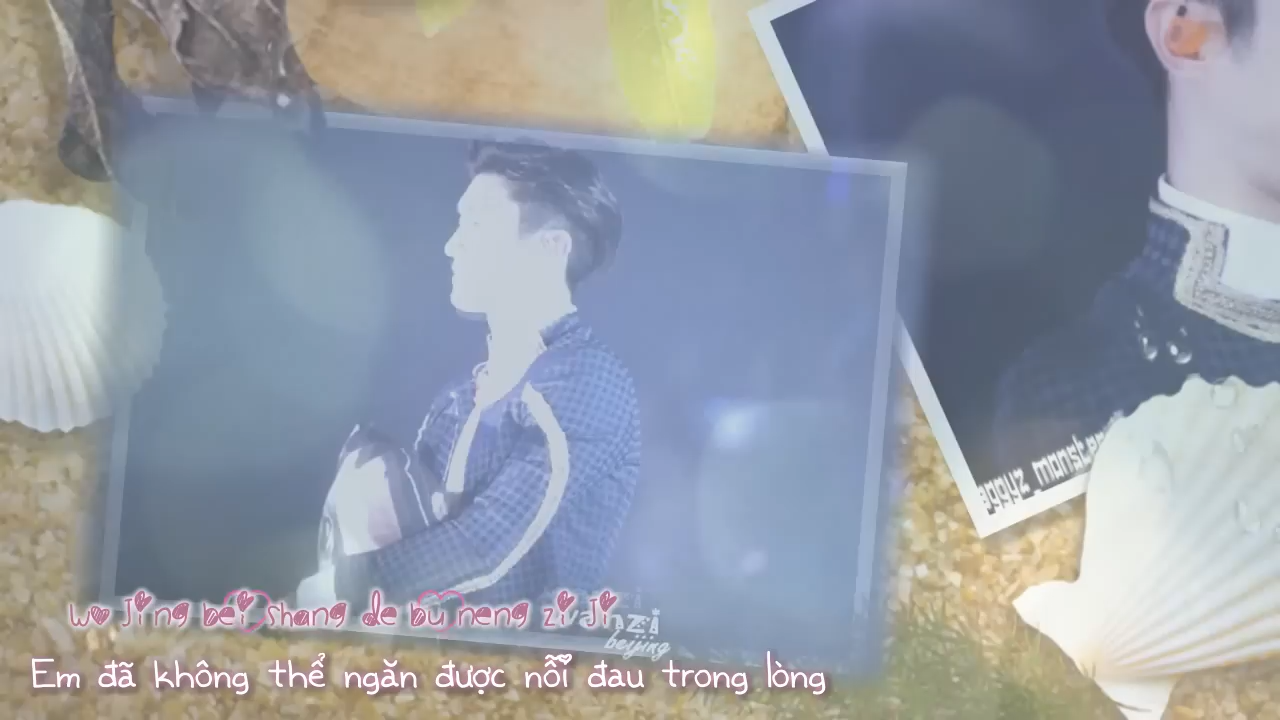 wo jing bei shang de bu neng zi ji
Em đã không thể ngăn được nỗi đau trong lòng
beijing